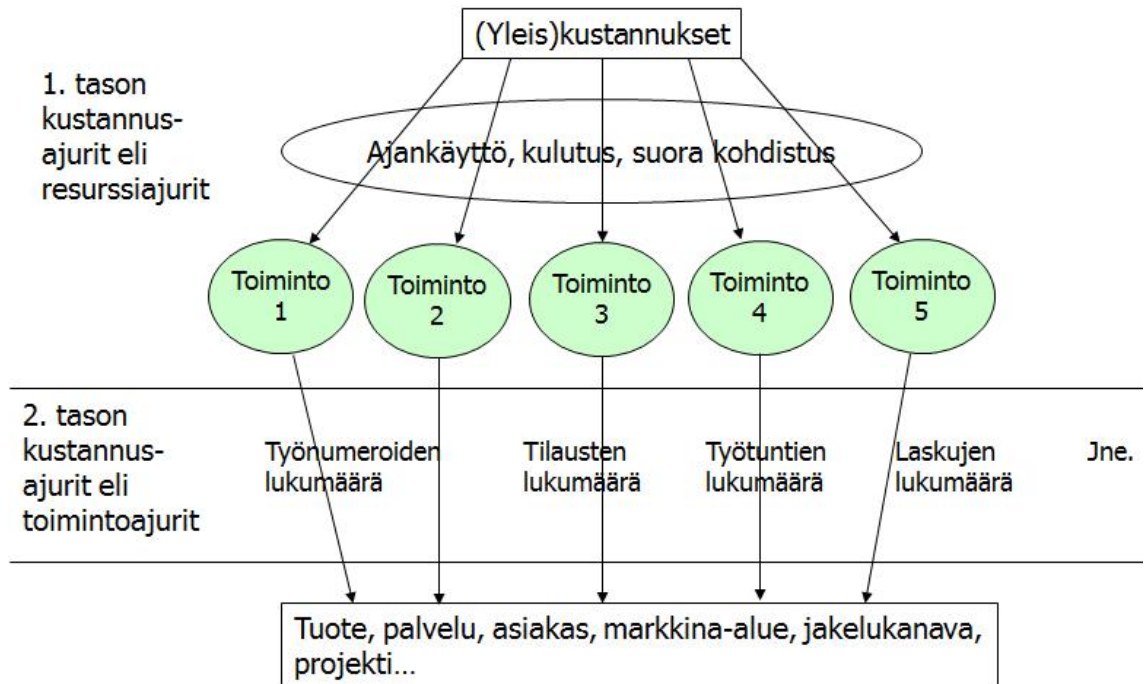 (Yleis)kustannukset
1. tason
kustannus-
ajurit eli
resurssiajurit
Ajankäyttö, kulutus, suora kohdistus
Toiminto
1
Toiminto
2
Toiminto
3
Toiminto
4
Toiminto
5
2. tason
kustannus-
ajurit eli
toimintoajurit
Työnumeroiden
lukumäärä
Tilausten
lukumäärä
Työtuntien
lukumäärä
Laskujen
lukumäärä
Jne.
Tuote, palvelu, asiakas, markkina-alue, jakelukanava,
projekti...